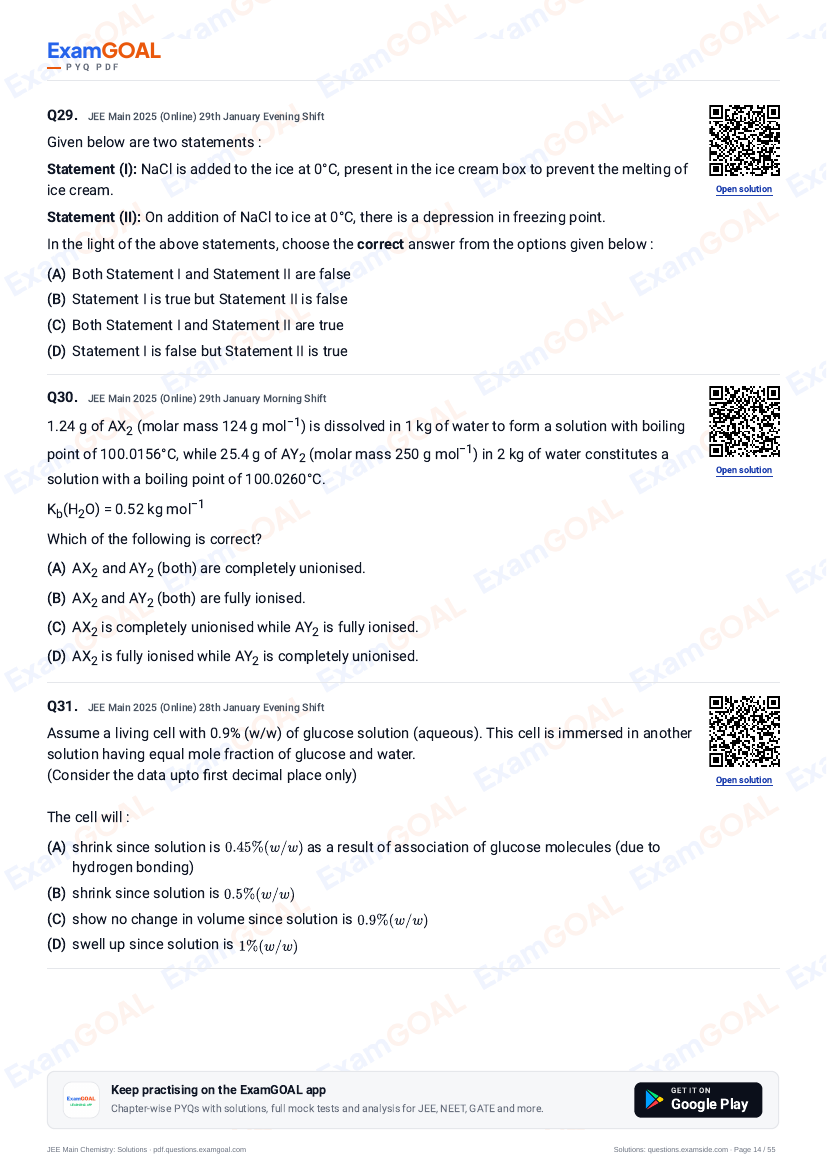 ExamGOAL
PYQ PDF
Q29. JEE Main 2025 (Online) 29th January Evening Shift
Given below are two statements :
Statement (I): NaCl is added to the ice at 0°C, present in the ice cream box to prevent the melting of
ice cream.
Open solution
Statement (II): On addition of NaCl to ice at 0°C, there is a depression in freezing point.
In the light of the above statements, choose the correct answer from the options given below :
(A) Both Statement I and Statement II are false
(B) Statement I is true but Statement II is false
(C) Both Statement I and Statement II are true
(D) Statement I is false but Statement II is true
Q30. JEE Main 2025 (Online) 29th January Morning Shift
1.24 g of AX₂ (molar mass 124 g mol⁻¹) is dissolved in 1 kg of water to form a solution with boiling
point of 100.0156°C, while 25.4 g of AY₂ (molar mass 250 g mol⁻¹) in 2 kg of water constitutes a
Open solution
solution with a boiling point of 100.0260°C.
K_b(H₂O) = 0.52 kg mol⁻¹
Which of the following is correct?
(A) AX₂ and AY₂ (both) are completely unionised.
(B) AX₂ and AY₂ (both) are fully ionised.
(C) AX₂ is completely unionised while AY₂ is fully ionised.
(D) AX₂ is fully ionised while AY₂ is completely unionised.
Q31. JEE Main 2025 (Online) 28th January Evening Shift
Assume a living cell with 0.9% (w/w) of glucose solution (aqueous). This cell is immersed in another
solution having equal mole fraction of glucose and water.
(Consider the data upto first decimal place only)
Open solution
The cell will :
(A) shrink since solution is 0.45%(w/w) as a result of association of glucose molecules (due to
hydrogen bonding)
(B) shrink since solution is 0.5%(w/w)
(C) show no change in volume since solution is 0.9%(w/w)
(D) swell up since solution is 1%(w/w)
Keep practising on the ExamGOAL app
Chapter-wise PYQs with solutions, full mock tests and analysis for JEE, NEET, GATE and more.
GET IT ON
Google Play
JEE Main Chemistry: Solutions · pdf.questions.examgoal.com
Solutions: questions.examside.com · Page 14 / 55